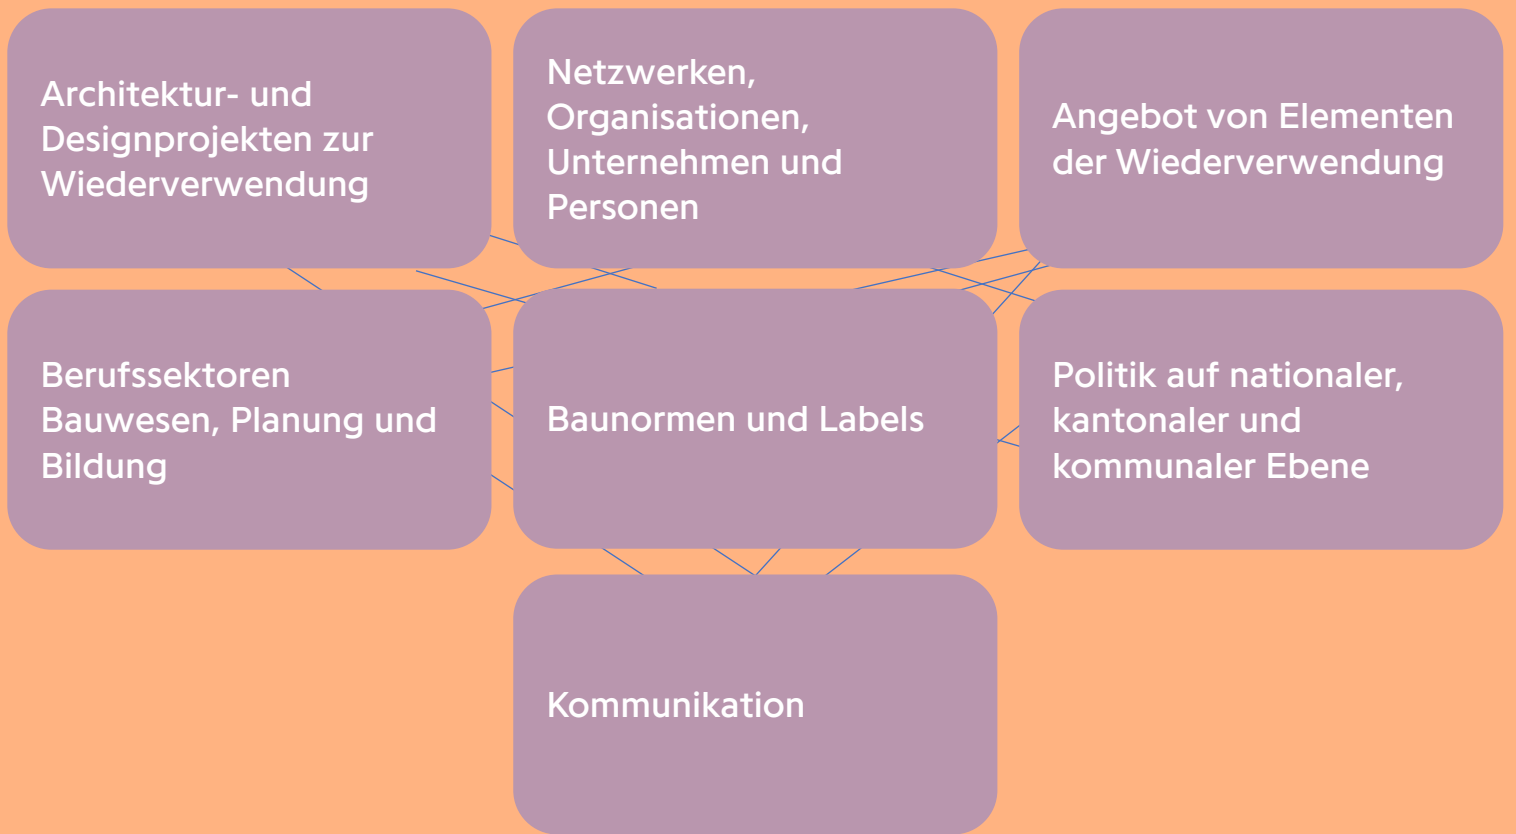 Architektur- und
Designprojekten zur
Wiederverwendung
Netzwerken,
Organisationen,
Unternehmen und
Personen
Angebot von Elementen
der Wiederverwendung
Berufssektoren
Bauwesen, Planung und
Bildung
Baunormen und Labels
Politik auf nationaler,
kantonaler und
kommunaler Ebene
Kommunikation